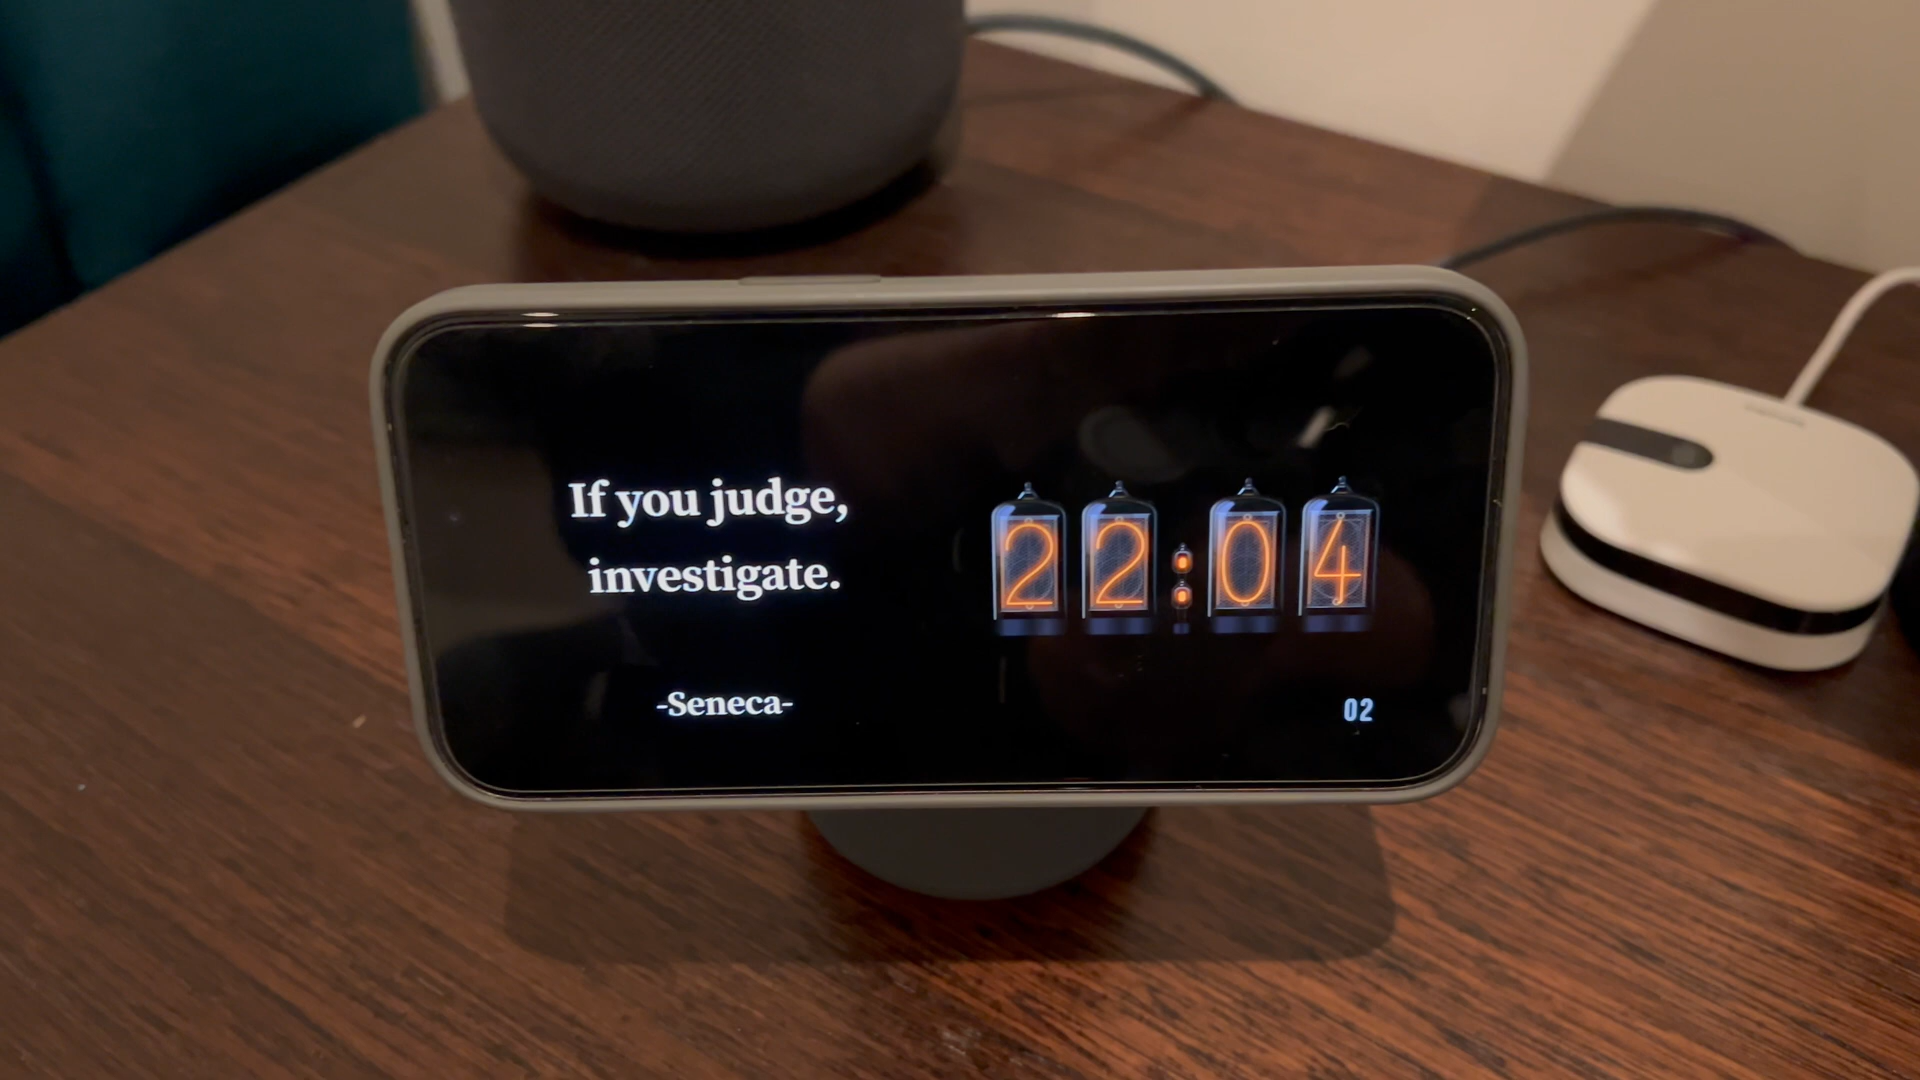 If you judge,
investigate.
-Seneca-
22:04
02